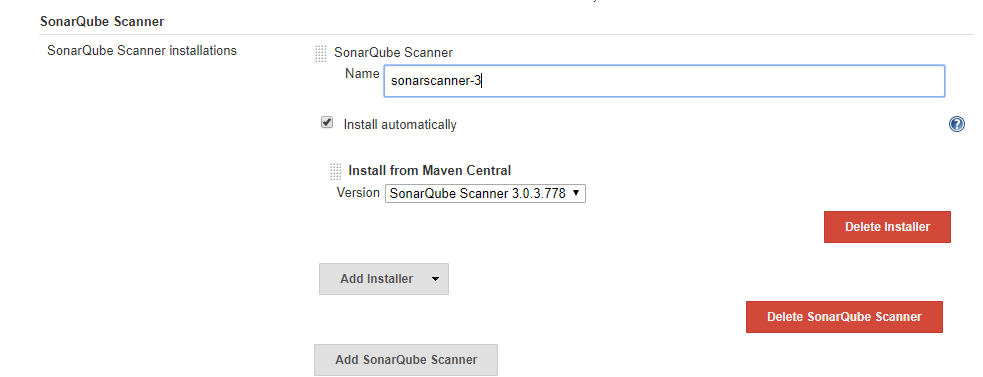 SonarQube Scanner
SonarQube Scanner installations
SonarQube Scanner
Name
sonarscanner-3
Install automatically
Install from Maven Central
Version
SonarQube Scanner 3.0.3.778
Delete Installer
Add Installer
Delete SonarQube Scanner
Add SonarQube Scanner